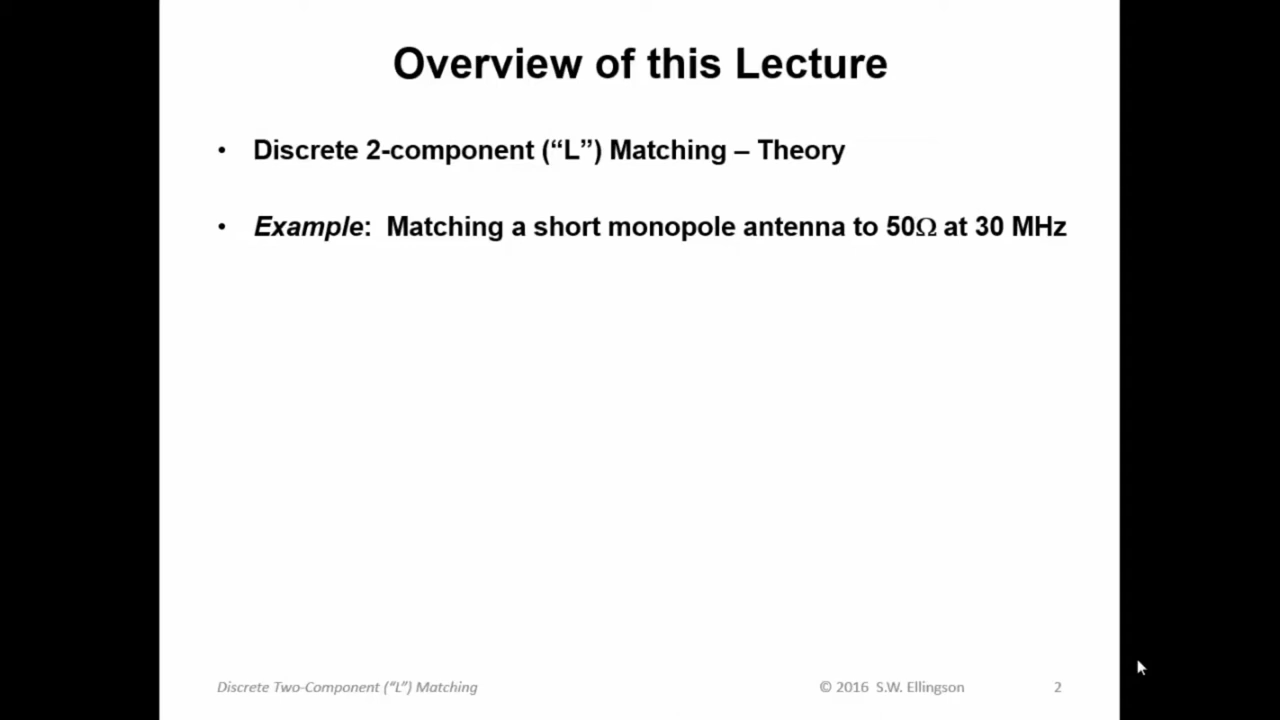 Overview of this Lecture
• Discrete 2-component (“L”) Matching – Theory
• Example: Matching a short monopole antenna to 50Ω at 30 MHz
Discrete Two-Component (“L”) Matching © 2016 S.W. Ellingson 2